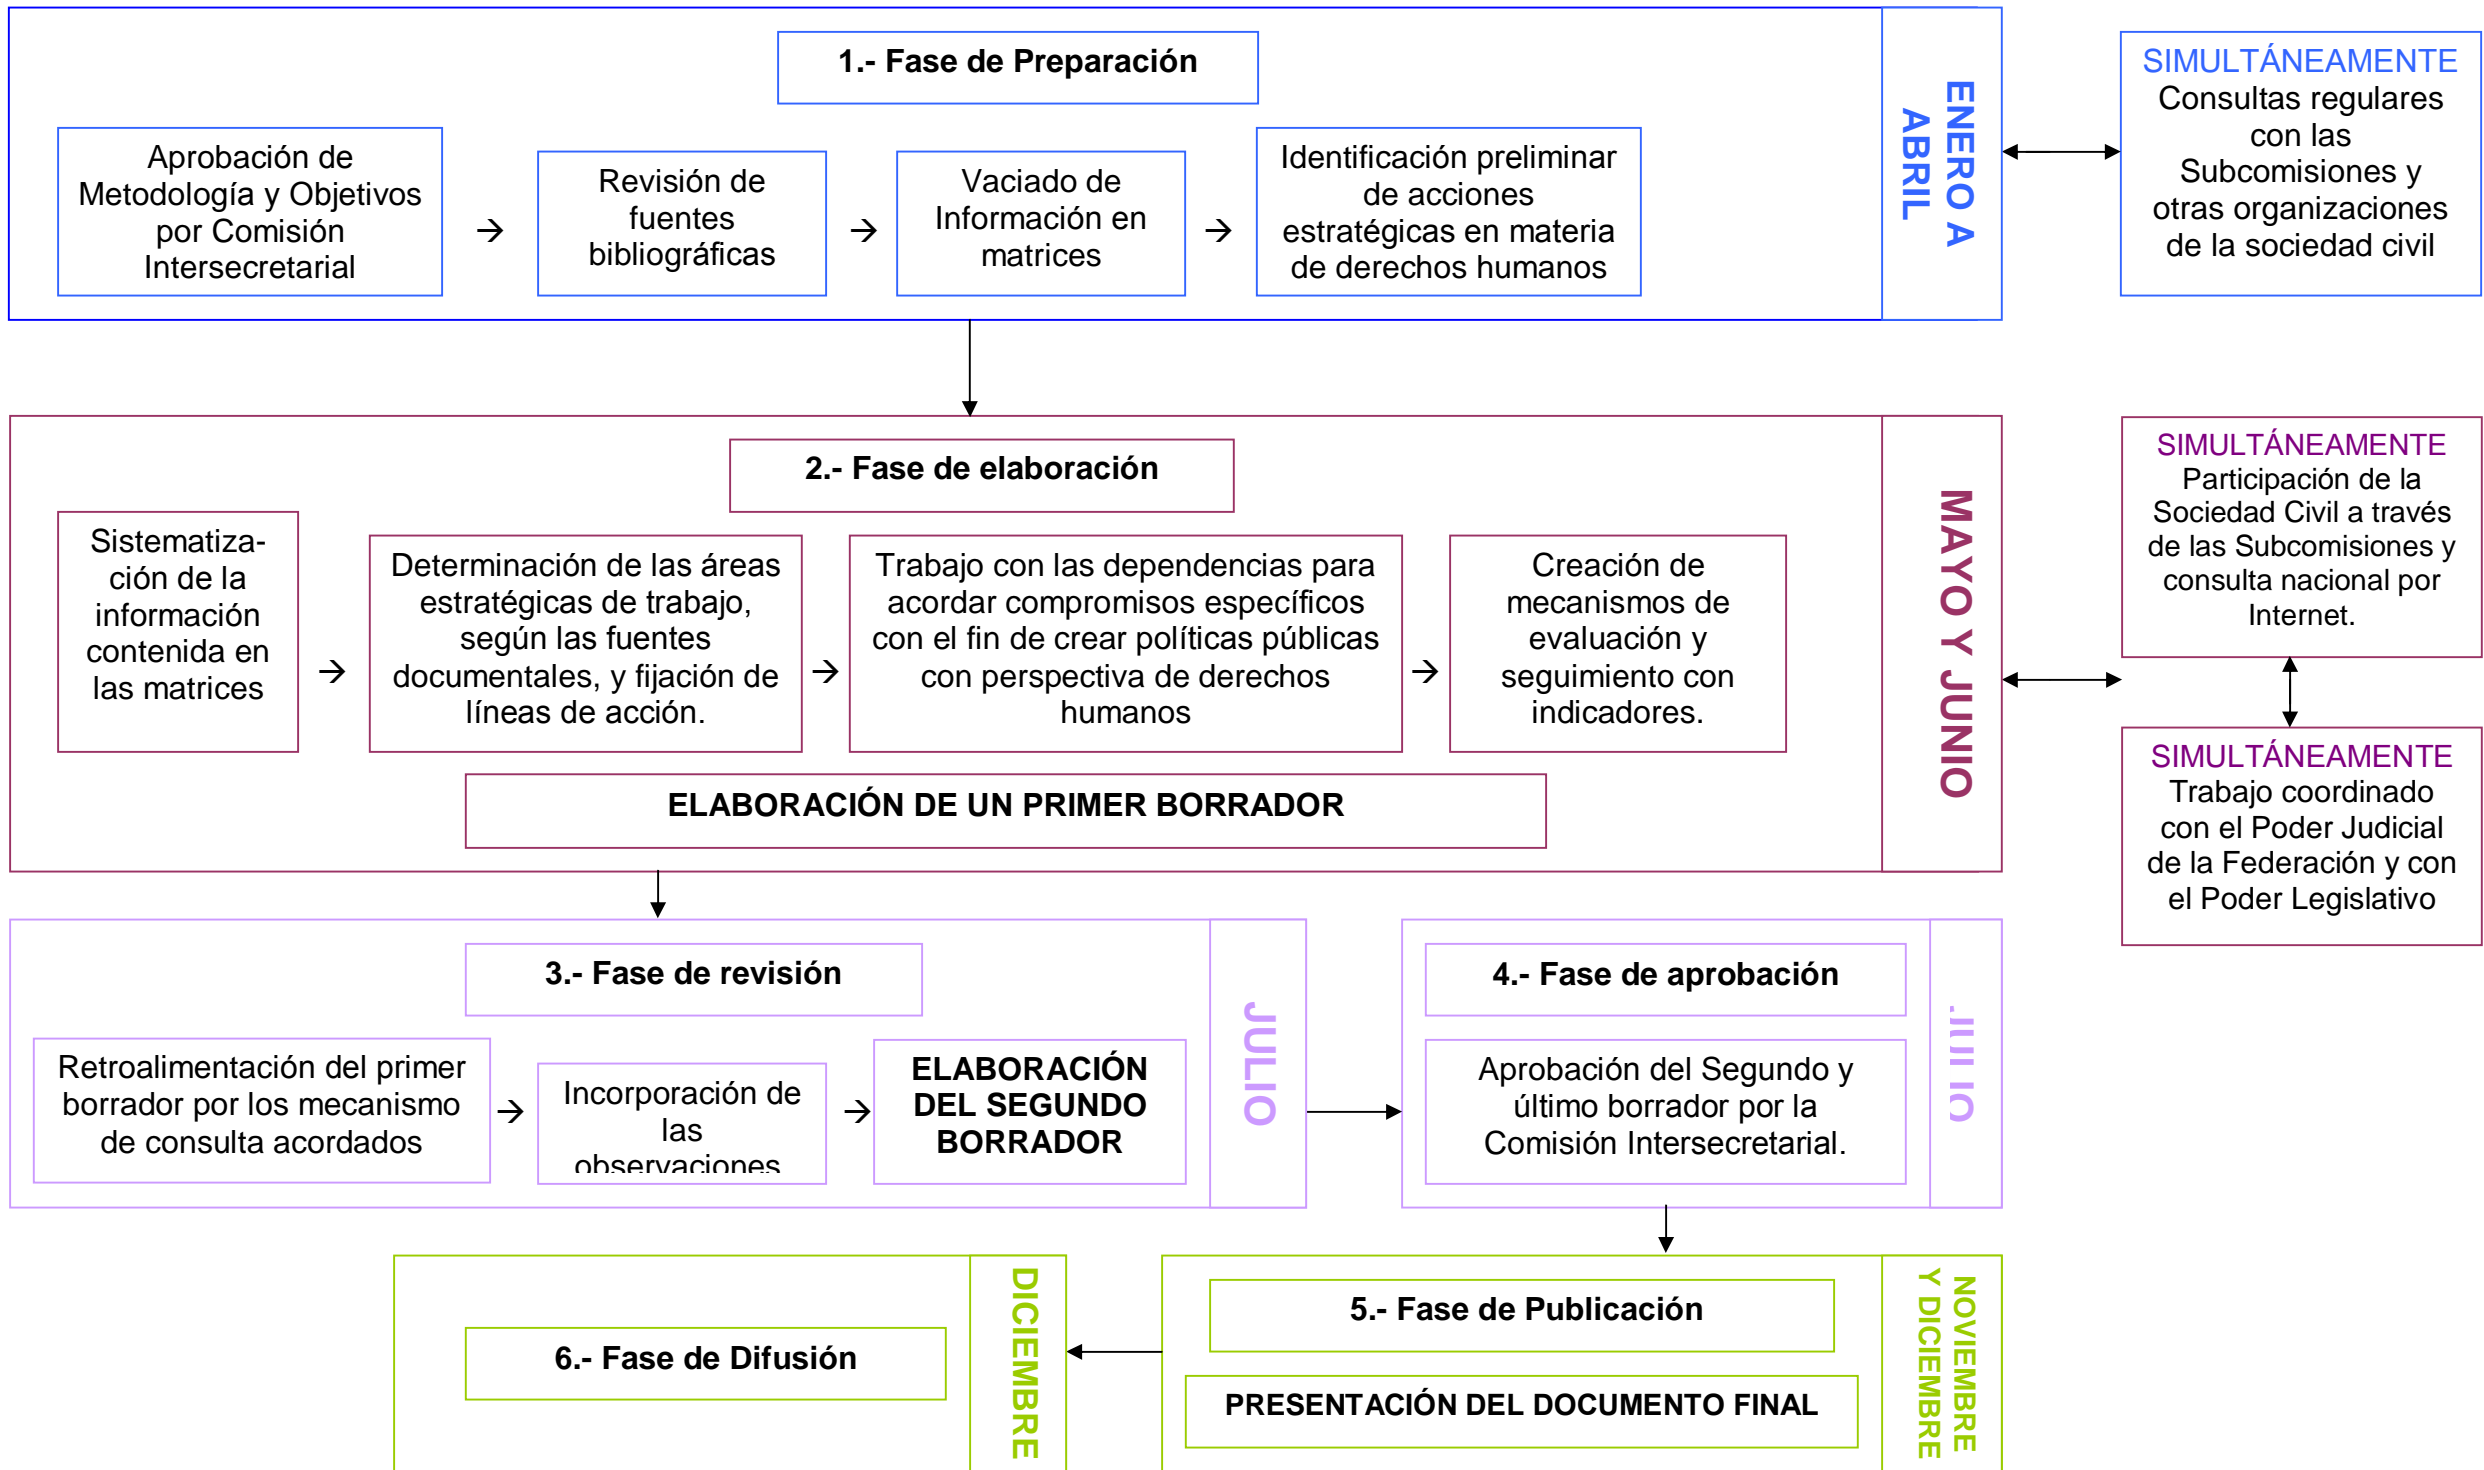 1.- Fase de Preparación
Aprobación de
Metodología y Objetivos
por Comisión
Intersecretarial
→
Revisión de
fuentes
bibliográficas
→
Vaciado de
Información en
matrices
→
Identificación preliminar
de acciones
estratégicas en materia
de derechos humanos
ENERO A
ABRIL
SIMULTÁNEAMENTE
Consultas regulares
con las
Subcomisiones y
otras organizaciones
de la sociedad civil
2.- Fase de elaboración
Sistematiza-
ción de la
información
contenida en
las matrices
→
Determinación de las áreas
estratégicas de trabajo,
según las fuentes
documentales, y fijación de
líneas de acción.
→
Trabajo con las dependencias para
acordar compromisos específicos
con el fin de crear políticas públicas
con perspectiva de derechos
humanos
→
Creación de
mecanismos de
evaluación y
seguimiento con
indicadores.
ELABORACIÓN DE UN PRIMER BORRADOR
MAYO Y JUNIO
SIMULTÁNEAMENTE
Participación de la
Sociedad Civil a través
de las Subcomisiones y
consulta nacional por
Internet.
SIMULTÁNEAMENTE
Trabajo coordinado
con el Poder Judicial
de la Federación y con
el Poder Legislativo
3.- Fase de revisión
Retroalimentación del primer
borrador por los mecanismo
de consulta acordados
→
Incorporación de
las
observaciones
→
ELABORACIÓN
DEL SEGUNDO
BORRADOR
JULIO
4.- Fase de aprobación
Aprobación del Segundo y
último borrador por la
Comisión Intersecretarial.
JULIO
5.- Fase de Publicación
PRESENTACIÓN DEL DOCUMENTO FINAL
NOVIEMBRE
Y DICIEMBRE
6.- Fase de Difusión
DICIEMBRE